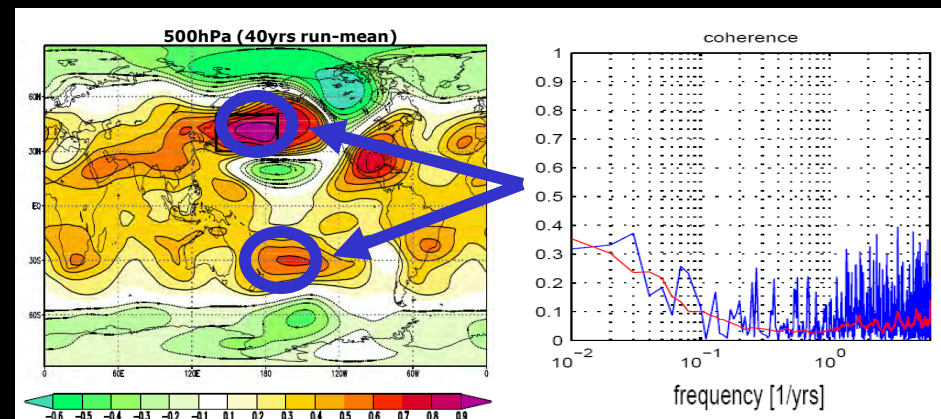 500hPa (40yrs run-mean)
60N
30N
EQ
30S
60S
0 60E 120E 180 120W 60W 0
-0.6 -0.5 -0.4 -0.3 -0.2 -0.1 0.1 0.2 0.3 0.4 0.5 0.6 0.7 0.8 0.9
coherence
1
0.9
0.8
0.7
0.6
0.5
0.4
0.3
0.2
0.1
0
10⁻² 10⁻¹ 10⁰
frequency [1/yrs]